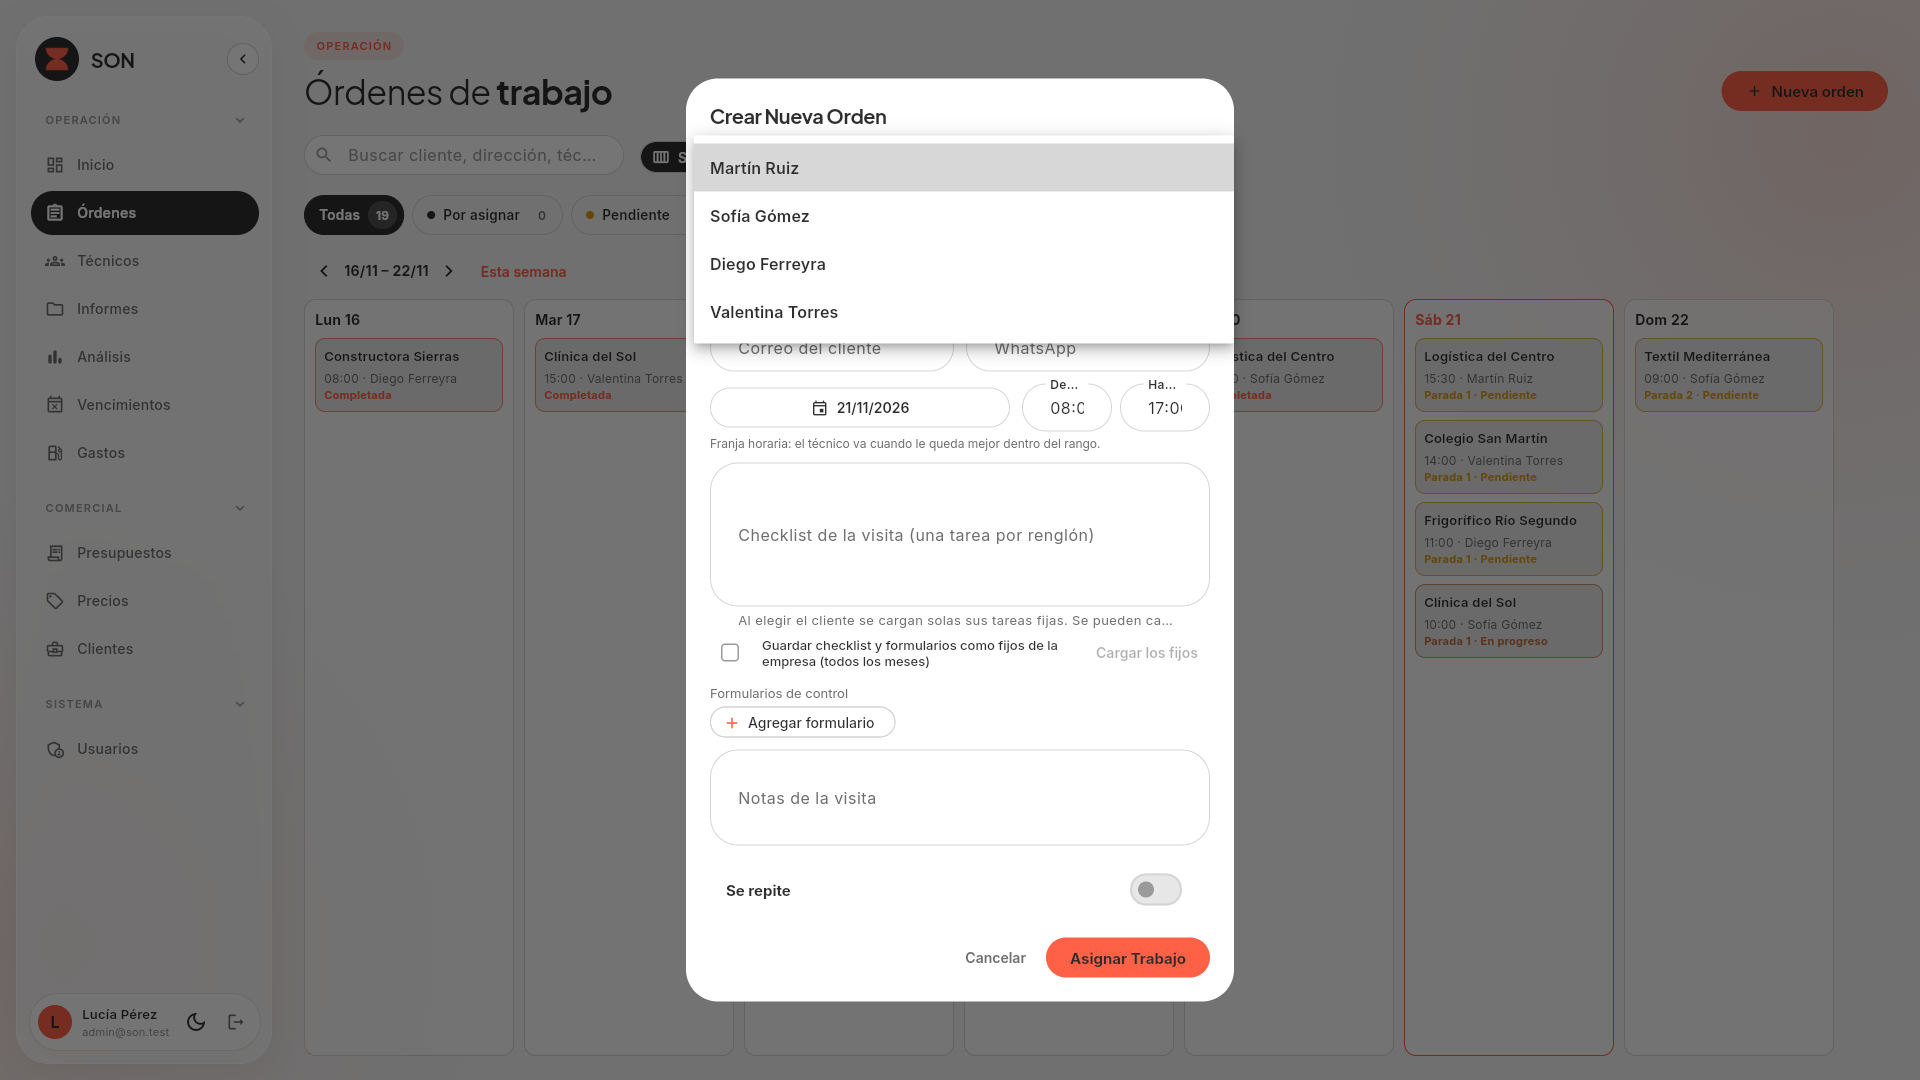 SON
OPERACIÓN
Inicio
Órdenes
Técnicos
Informes
Análisis
Vencimientos
Gastos
COMERCIAL
Presupuestos
Precios
Clientes
SISTEMA
Usuarios
L
Lucía Pérez
admin@son.test
OPERACIÓN
Órdenes de trabajo
Nueva orden
Buscar cliente, dirección, téc...
S
Todas 19
Por asignar 0
Pendiente
16/11 – 22/11
Esta semana
Lun 16
Constructora Sierras
08:00 · Diego Ferreyra
Completada
Mar 17
Clínica del Sol
15:00 · Valentina Torres
Completada
stica del Centro
Sofía Gómez
Sáb 21
Logística del Centro
15:30 · Martín Ruiz
Parada 1 · Pendiente
Colegio San Martín
14:00 · Valentina Torres
Parada 1 · Pendiente
Frigorífico Río Segundo
11:00 · Diego Ferreyra
Parada 1 · Pendiente
Clínica del Sol
10:00 · Sofía Gómez
Parada 1 · En progreso
Dom 22
Textil Mediterránea
09:00 · Sofía Gómez
Parada 2 · Pendiente
Crear Nueva Orden
Martín Ruiz
Sofía Gómez
Diego Ferreyra
Valentina Torres
Correo del cliente
WhatsApp
21/11/2026
De...
08:0
Ha...
17:0
Franja horaria: el técnico va cuando le queda mejor dentro del rango.
Checklist de la visita (una tarea por renglón)
Al elegir el cliente se cargan solas sus tareas fijas. Se pueden ca...
Guardar checklist y formularios como fijos de la
empresa (todos los meses)
Cargar los fijos
Formularios de control
Agregar formulario
Notas de la visita
Se repite
Cancelar
Asignar Trabajo